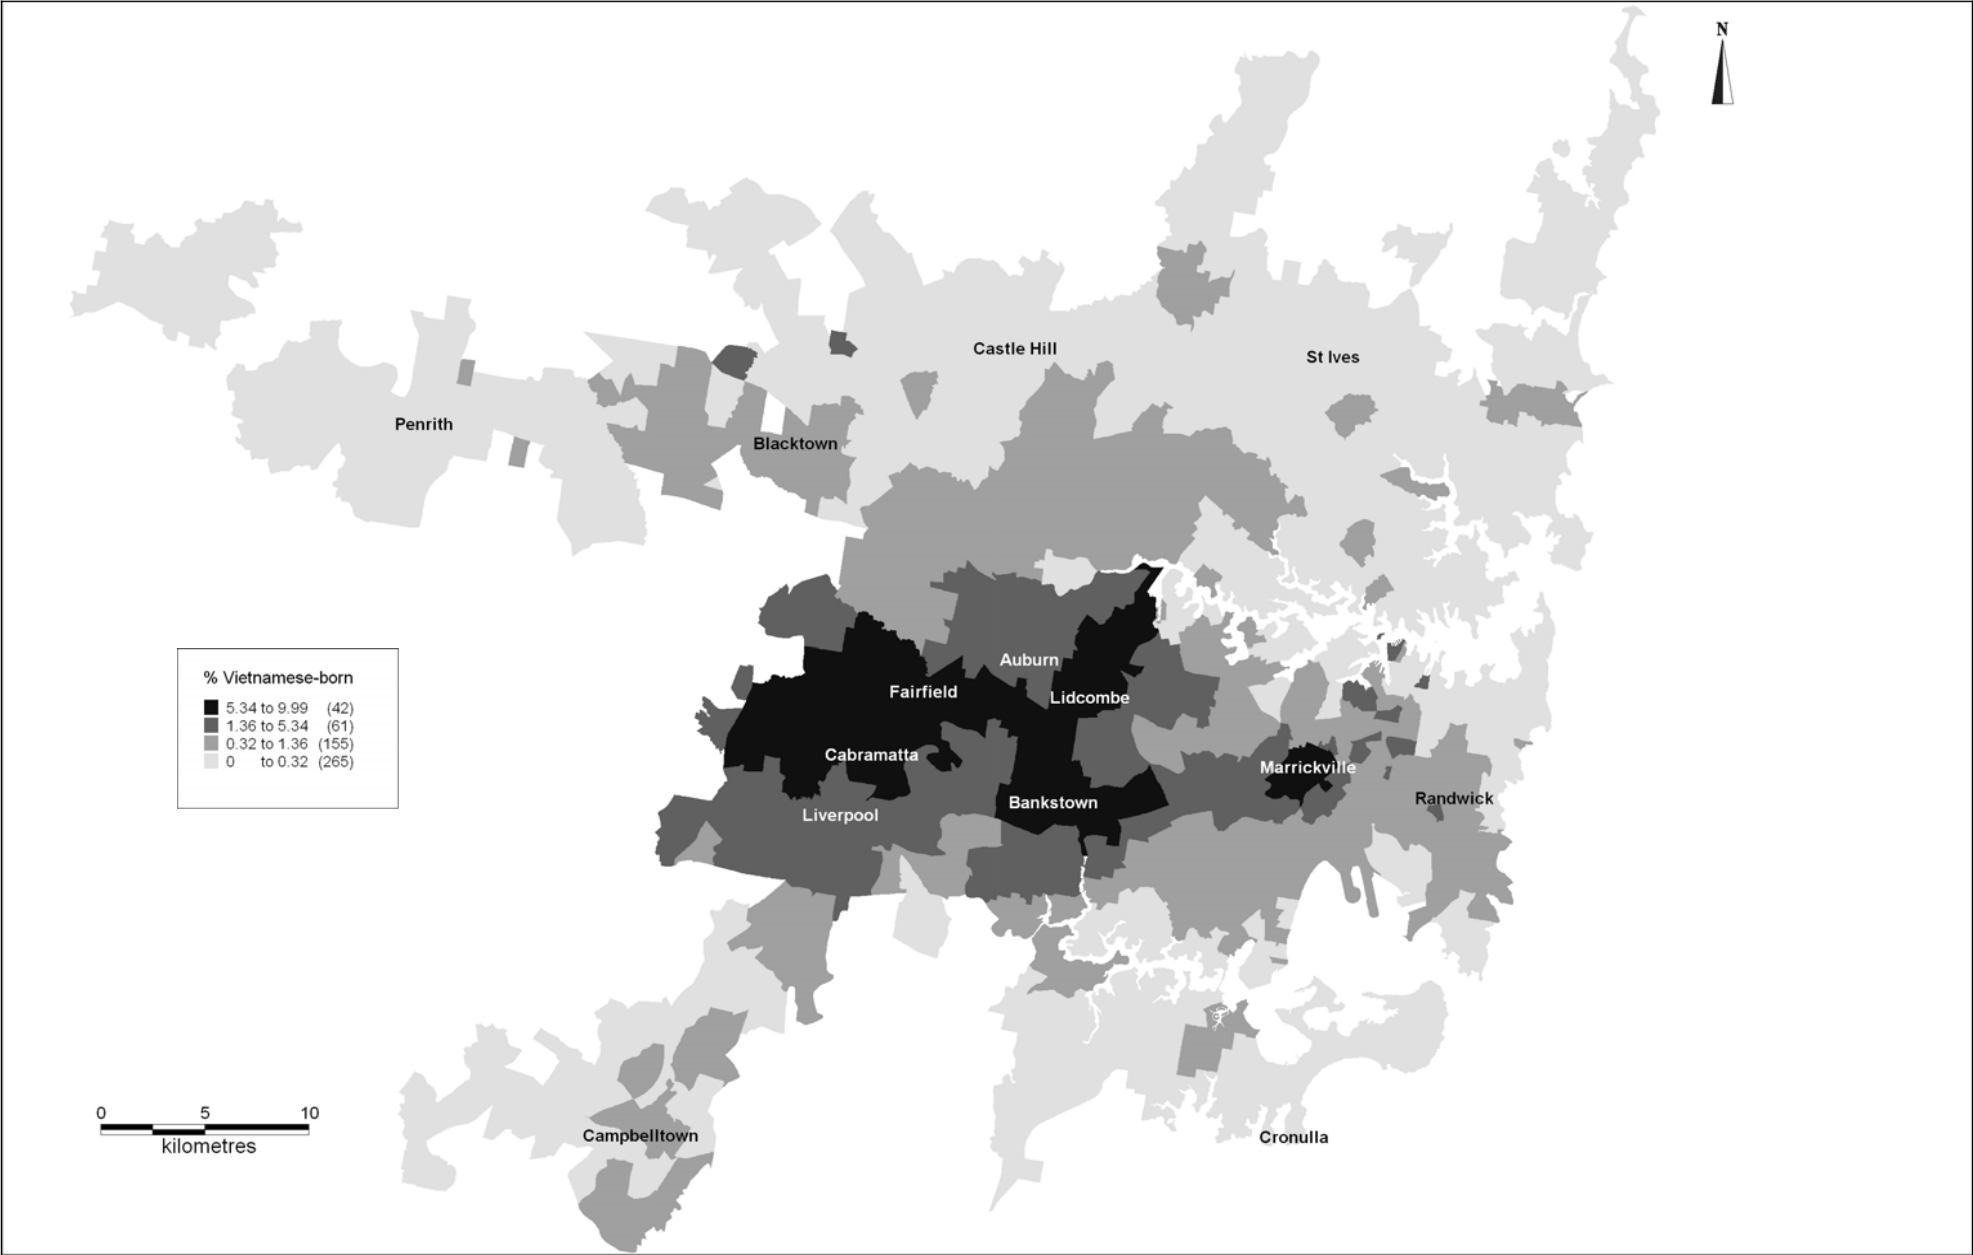 N
Castle Hill
St Ives
Penrith
Blacktown
% Vietnamese-born
5.34 to 9.99 (42)
1.36 to 5.34 (61)
0.32 to 1.36 (155)
0 to 0.32 (265)
Auburn
Fairfield
Lidcombe
Cabramatta
Marrickville
Bankstown
Randwick
Liverpool
0 5 10
kilometres
Campbelltown
Cronulla